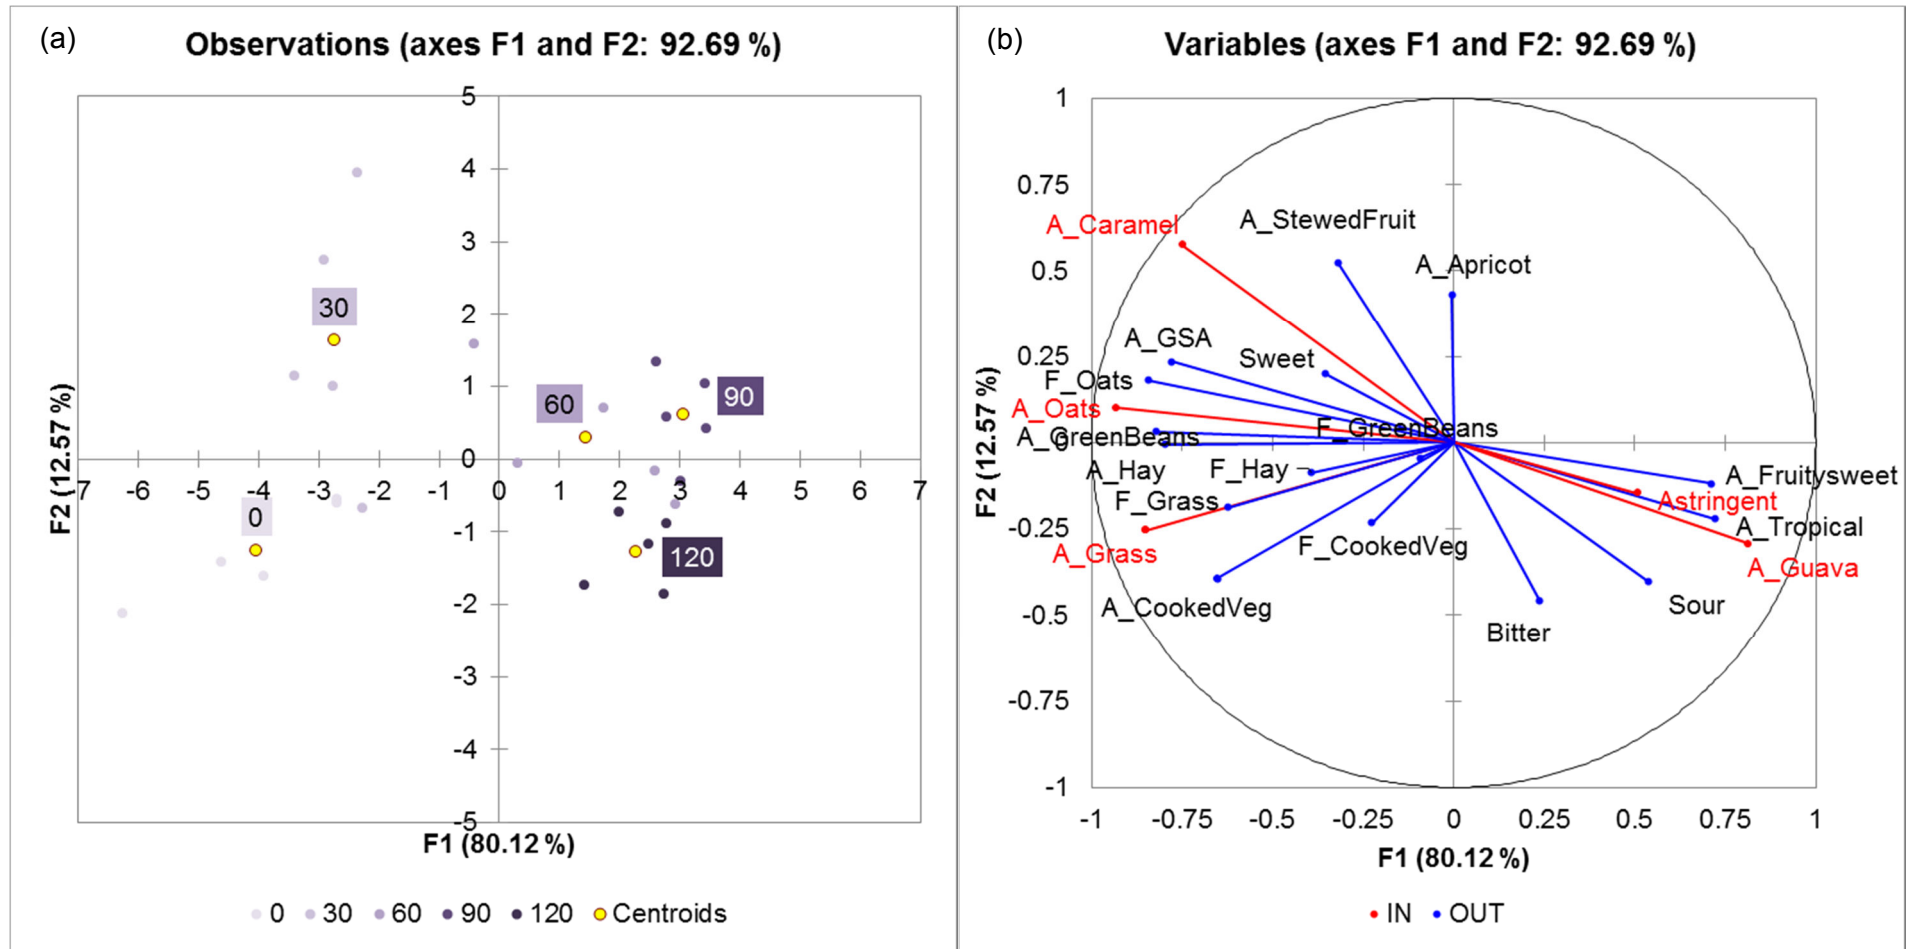 (a)
Observations (axes F1 and F2: 92.69 %)
5
4
3
2
1
0
-1
-2
-3
-4
-5
30
60
90
0
120
F2 (12.57 %)
-7 -6 -5 -4 -3 -2 -1 0 1 2 3 4 5 6 7
F1 (80.12 %)
0 30 60 90 120 Centroids
(b)
Variables (axes F1 and F2: 92.69 %)
1
0.75
0.5
0.25
0
-0.25
-0.5
-0.75
-1
A_Caramel
A_StewedFruit
A_Apricot
A_GSA
Sweet
F_Oats
A_Oats
F_GreenBeans
A_GreenBeans
A_Hay
F_Hay
A_Fruitysweet
F_Grass
Astringent
A_Tropical
A_Grass
F_CookedVeg
A_Guava
A_CookedVeg
Sour
Bitter
F2 (12.57 %)
-1 -0.75 -0.5 -0.25 0 0.25 0.5 0.75 1
F1 (80.12 %)
IN OUT